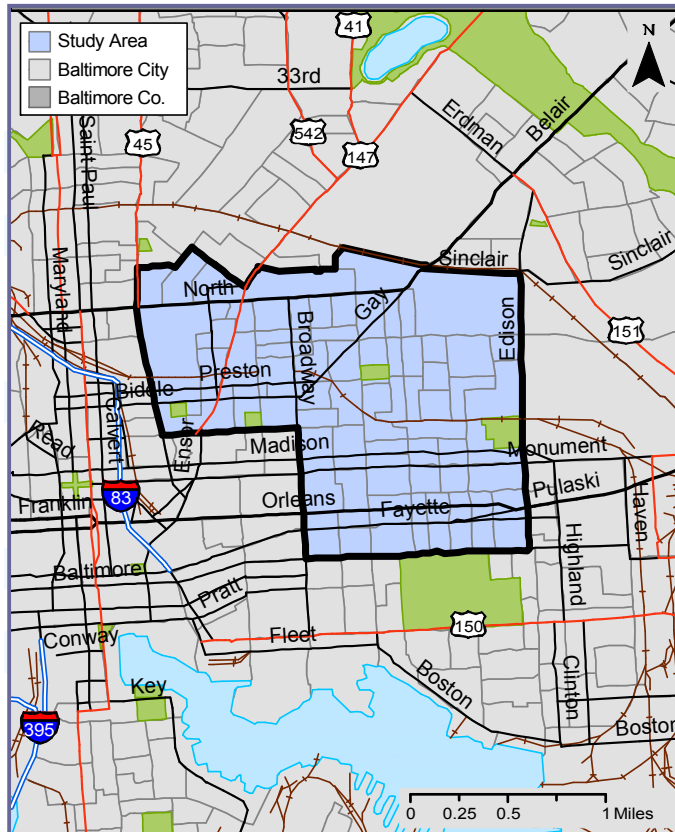 Study Area
Baltimore City
Baltimore Co.
N
41
33rd
542
45
147
Erdman
Belair
Saint Paul
Maryland
Sinclair
Sinclair
North
Gay
Broadway
Edison
151
Preston
Biddle
Calvert
Read
Ensor
Madison
Monument
Orleans
Pulaski
Franklin
83
Fayette
Highland
Haven
Baltimore
Pratt
150
Conway
Fleet
Key
Boston
Clinton
395
Boston
0 0.25 0.5 1 Miles